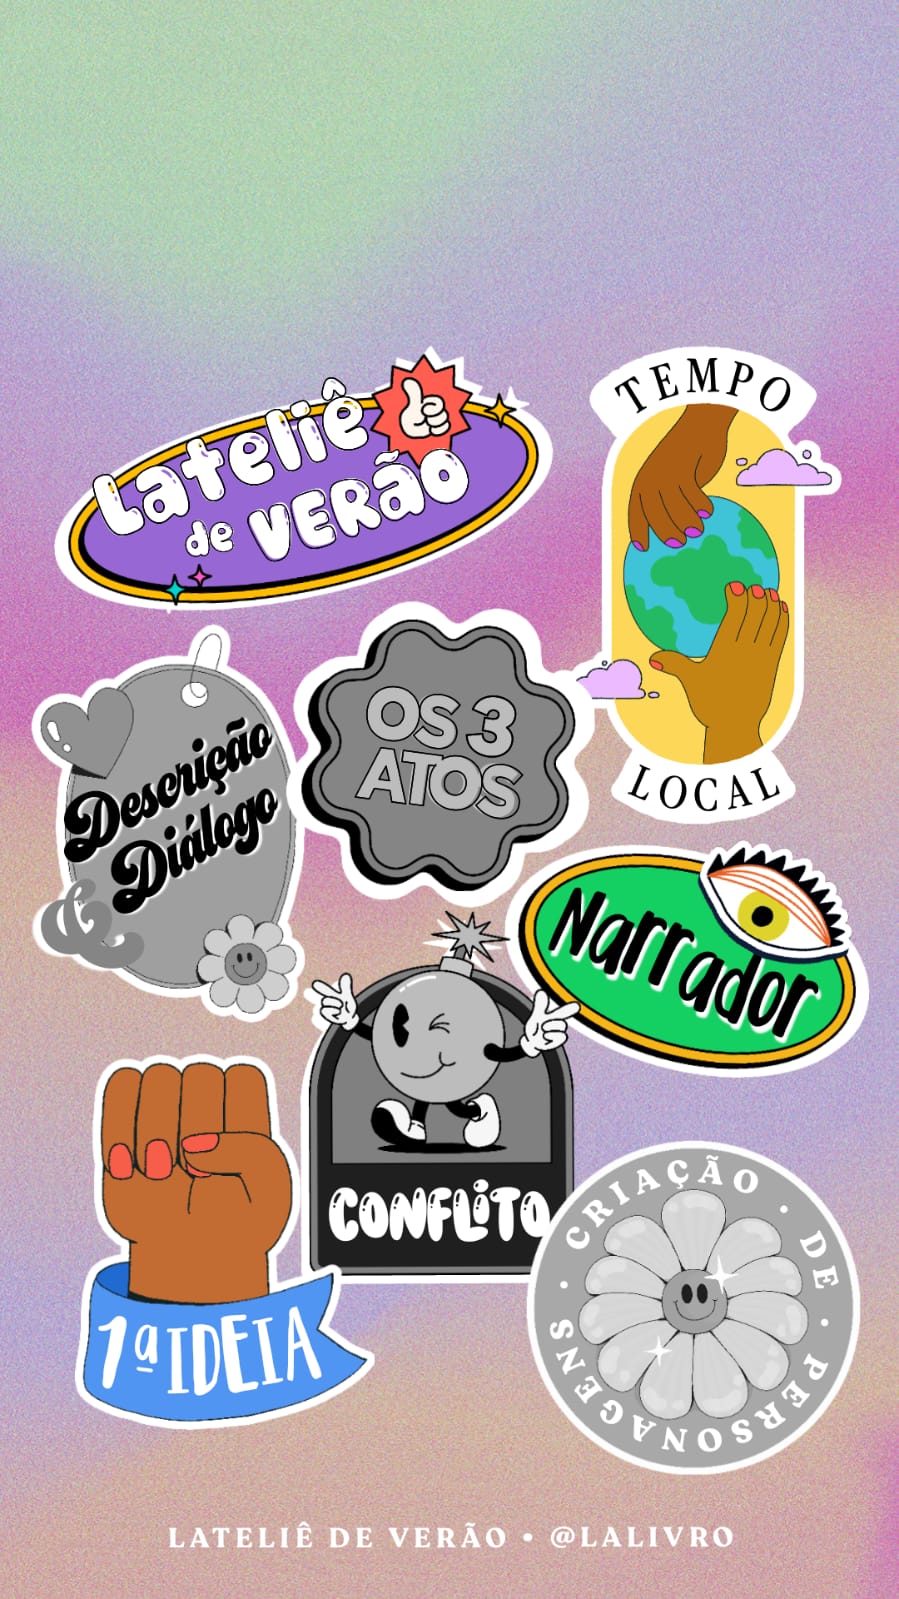 Lateliê
de VERÃO
TEMPO
LOCAL
OS 3
ATOS
Descrição
&
Diálogo
Narrador
CONFLITO
1ª IDEIA
CRIAÇÃO • DE • PERSONAGENS •
LATELIÊ DE VERÃO • @LALIVRO